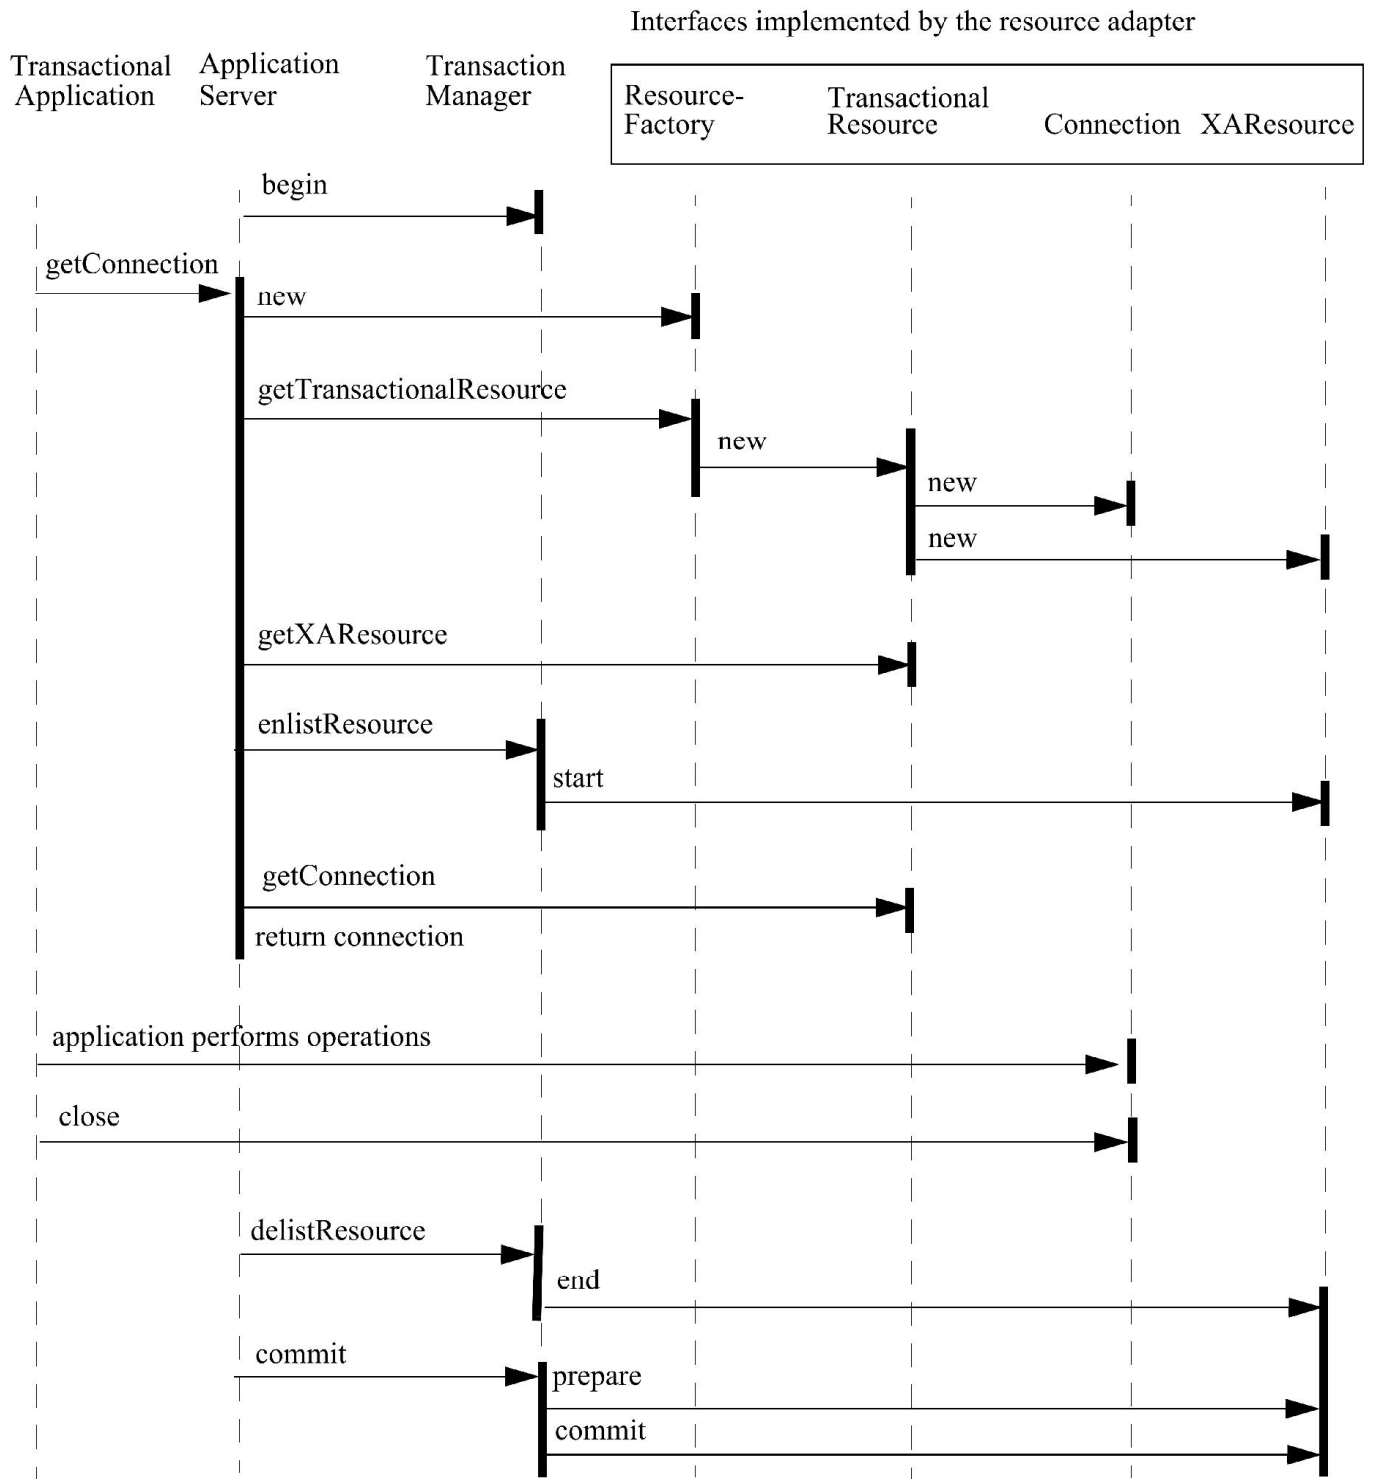 Interfaces implemented by the resource adapter
Transactional
Application
Application
Server
Transaction
Manager
Resource-
Factory
Transactional
Resource
Connection
XAResource
begin
getConnection
new
getTransactionalResource
new
new
new
getXAResource
enlistResource
start
getConnection
return connection
application performs operations
close
delistResource
end
commit
prepare
commit